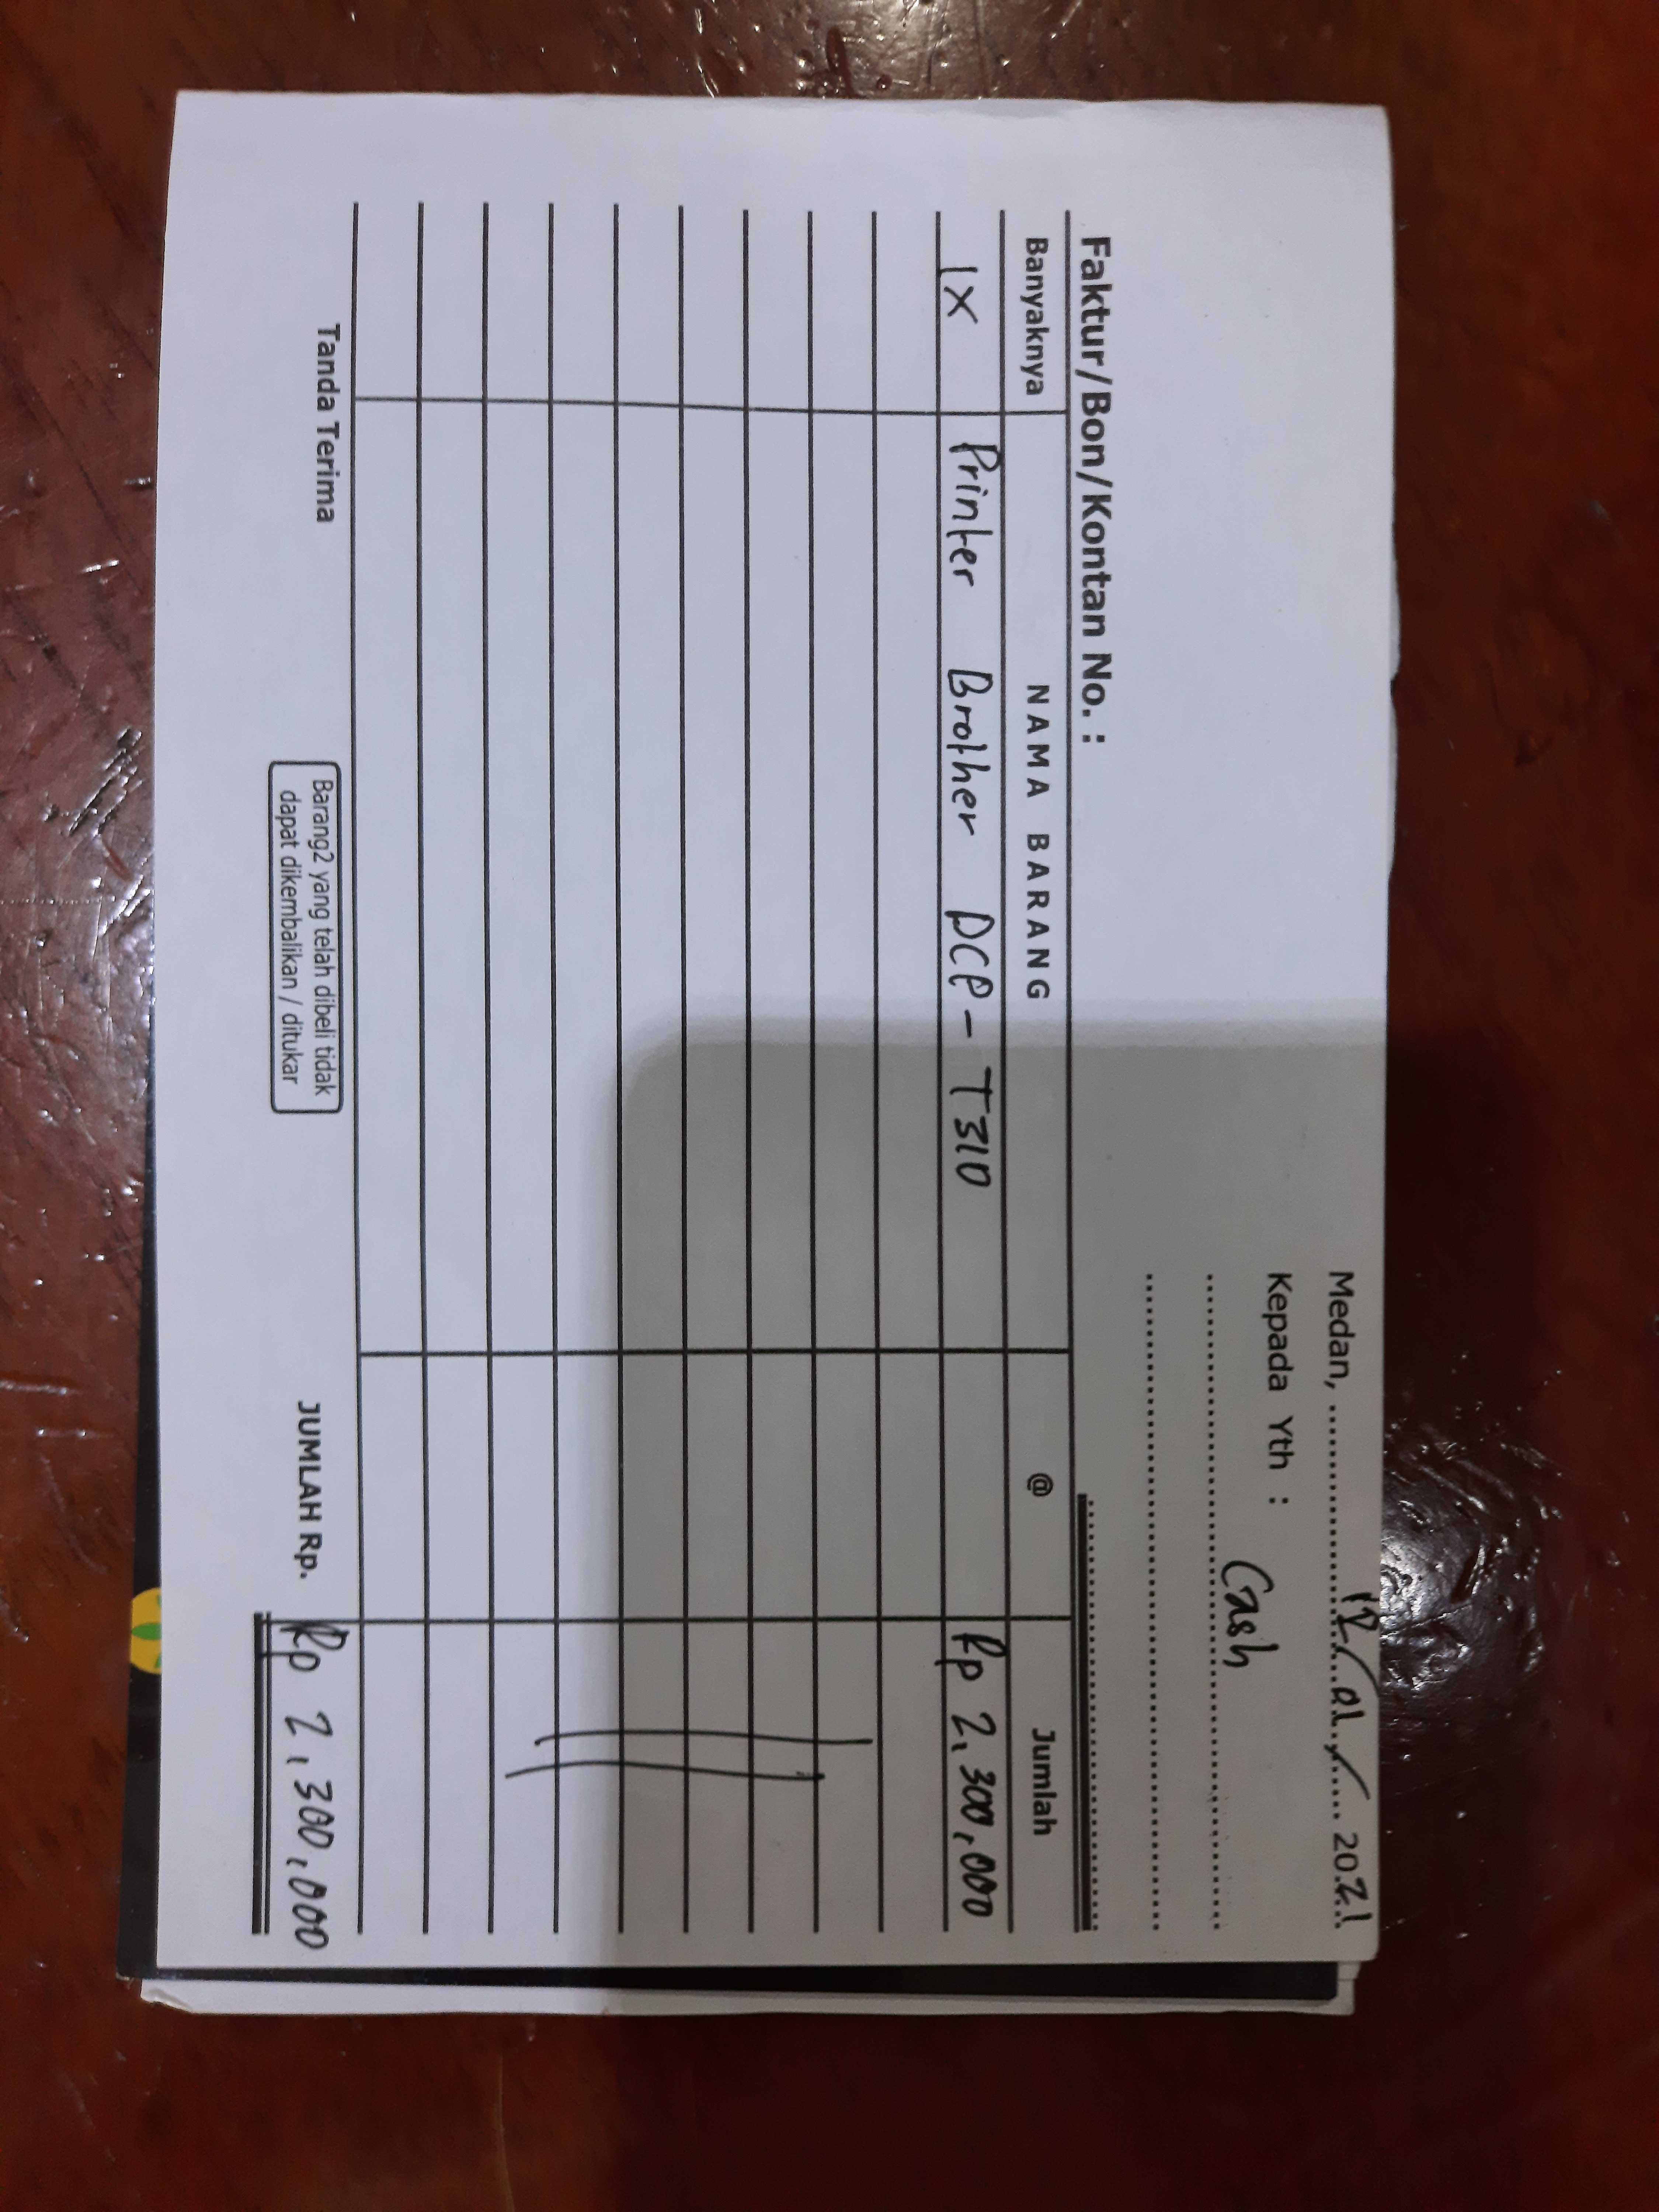 Medan, 12/01/2021
Kepada Yth : Cash
Faktur/Bon/Kontan No. :
Banyaknya NAMA BARANG @ Jumlah
1x Printer Brother DCP-T310 Rp 2,300,000
Tanda Terima
Barang2 yang telah dibeli tidak
dapat dikembalikan / ditukar
JUMLAH Rp. Rp 2,300,000